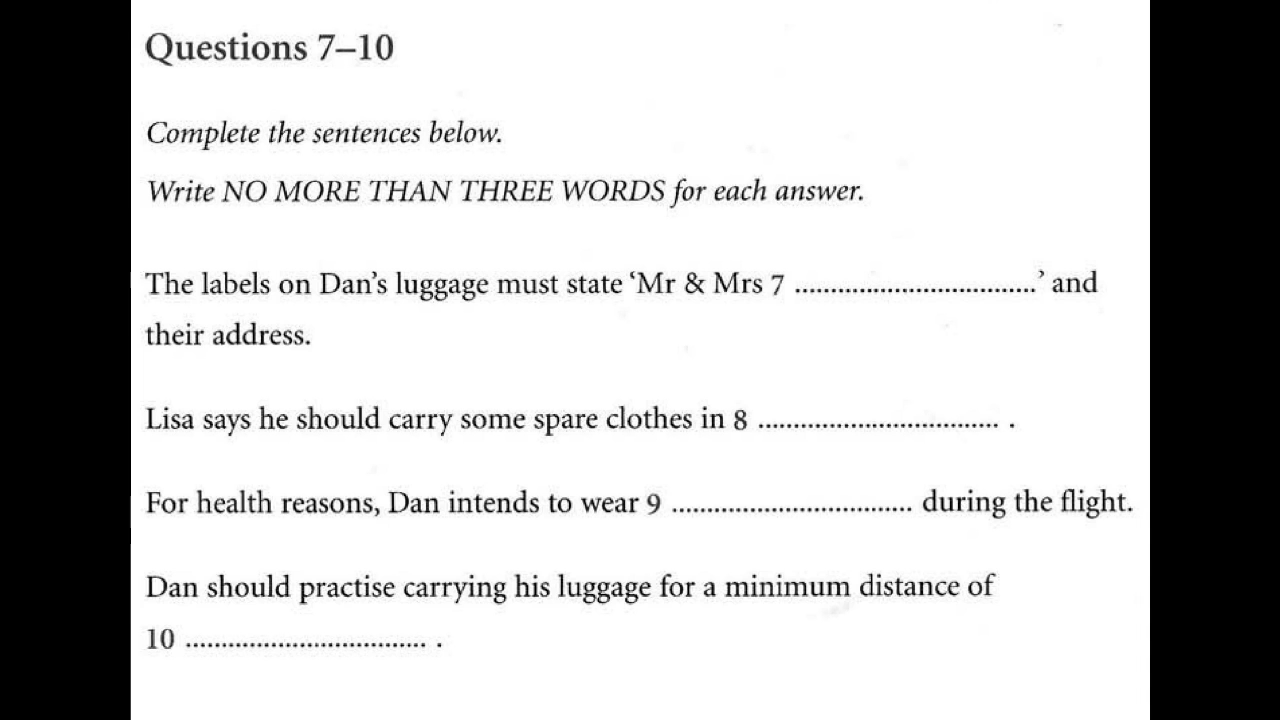 Questions 7–10
Complete the sentences below.
Write NO MORE THAN THREE WORDS for each answer.
The labels on Dan’s luggage must state ‘Mr & Mrs 7 ..................................’ and
their address.
Lisa says he should carry some spare clothes in 8 .................................. .
For health reasons, Dan intends to wear 9 .................................. during the flight.
Dan should practise carrying his luggage for a minimum distance of
10 .................................. .